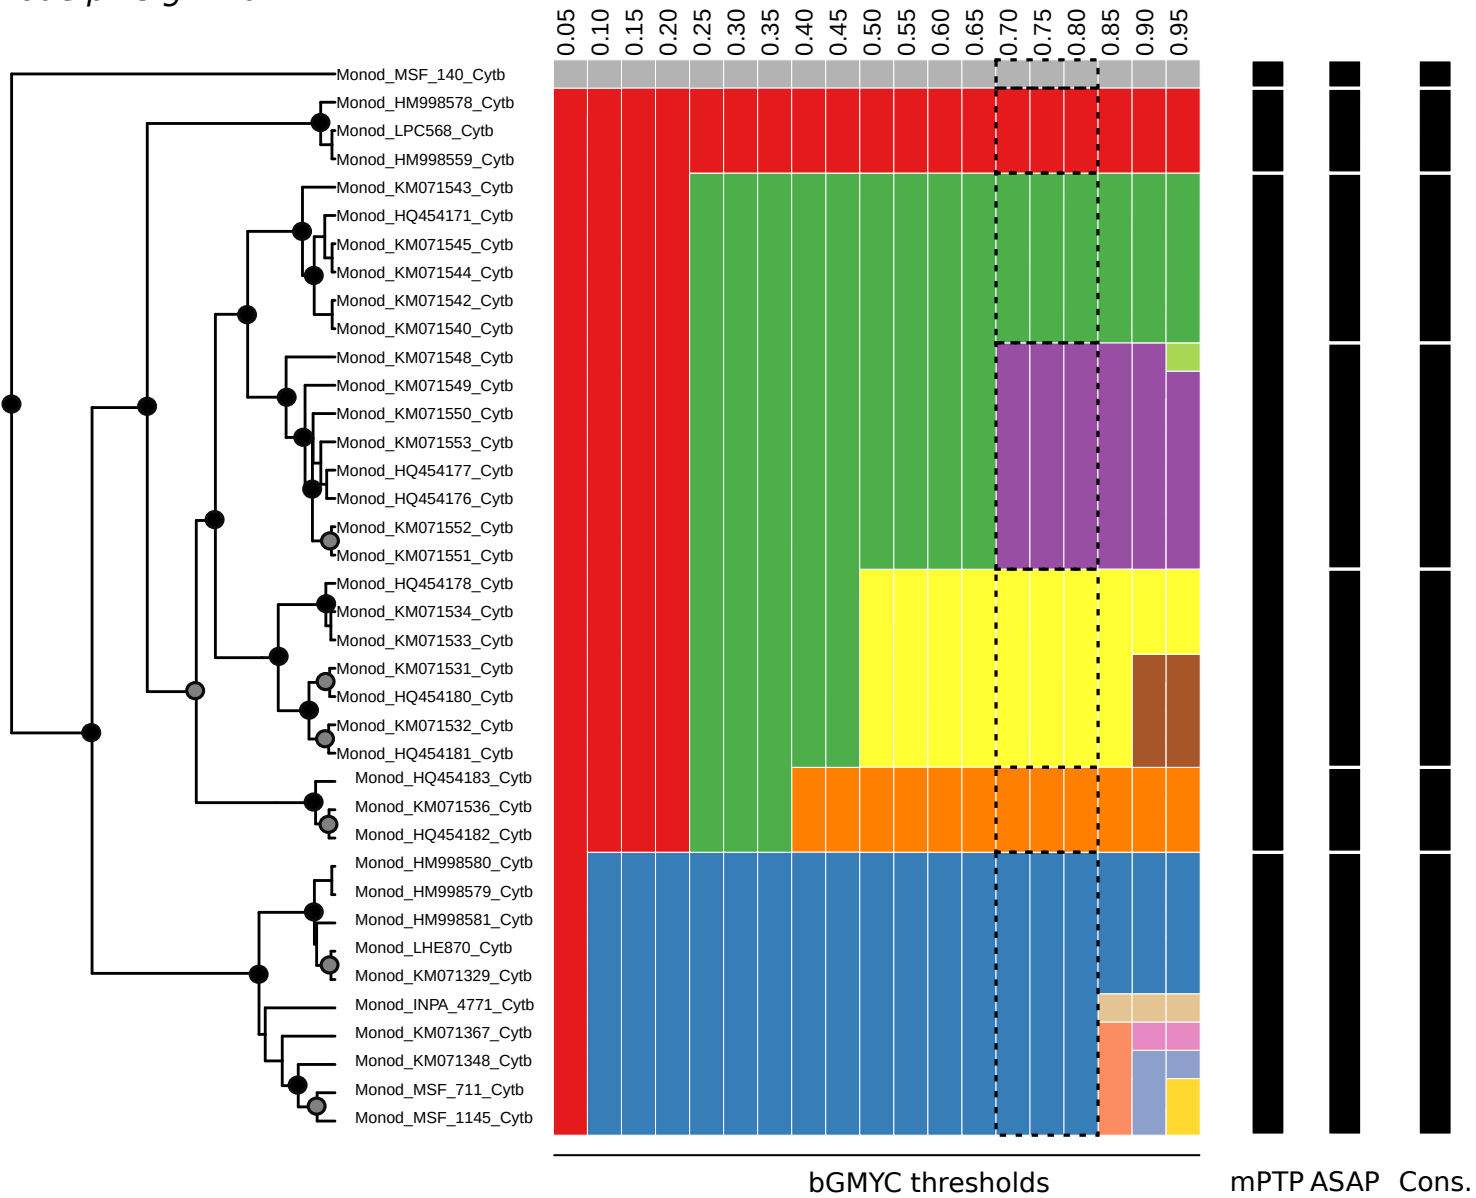 0.05 0.10 0.15 0.20 0.25 0.30 0.35 0.40 0.45 0.50 0.55 0.60 0.65 0.70 0.75 0.80 0.85 0.90 0.95
Monod_MSF_140_Cytb
Monod_HM998578_Cytb
Monod_LPC568_Cytb
Monod_HM998559_Cytb
Monod_KM071543_Cytb
Monod_HQ454171_Cytb
Monod_KM071545_Cytb
Monod_KM071544_Cytb
Monod_KM071542_Cytb
Monod_KM071540_Cytb
Monod_KM071548_Cytb
Monod_KM071549_Cytb
Monod_KM071550_Cytb
Monod_KM071553_Cytb
Monod_HQ454177_Cytb
Monod_HQ454176_Cytb
Monod_KM071552_Cytb
Monod_KM071551_Cytb
Monod_HQ454178_Cytb
Monod_KM071534_Cytb
Monod_KM071533_Cytb
Monod_KM071531_Cytb
Monod_HQ454180_Cytb
Monod_KM071532_Cytb
Monod_HQ454181_Cytb
Monod_HQ454183_Cytb
Monod_KM071536_Cytb
Monod_HQ454182_Cytb
Monod_HM998580_Cytb
Monod_HM998579_Cytb
Monod_HM998581_Cytb
Monod_LHE870_Cytb
Monod_KM071329_Cytb
Monod_INPA_4771_Cytb
Monod_KM071367_Cytb
Monod_KM071348_Cytb
Monod_MSF_711_Cytb
Monod_MSF_1145_Cytb
bGMYC thresholds mPTP ASAP Cons.